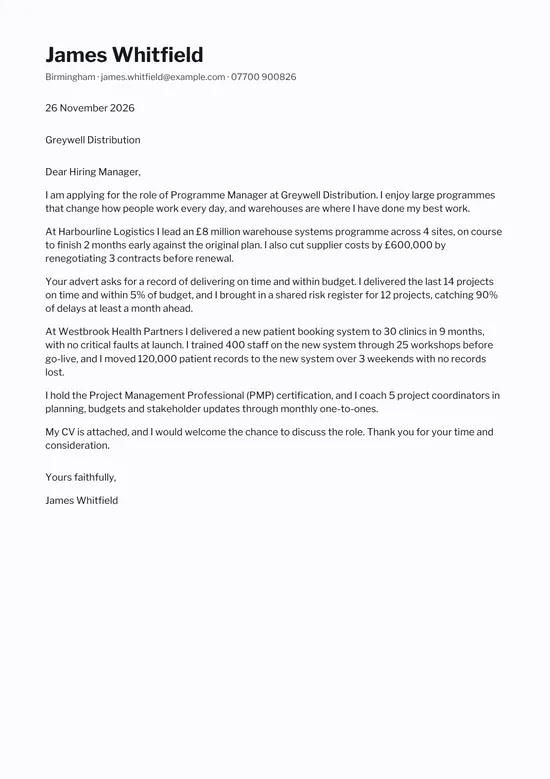 James Whitfield
Birmingham · james.whitfield@example.com · 07700 900826
26 November 2026
Greywell Distribution
Dear Hiring Manager,
I am applying for the role of Programme Manager at Greywell Distribution. I enjoy large programmes
that change how people work every day, and warehouses are where I have done my best work.
At Harbourline Logistics I lead an £8 million warehouse systems programme across 4 sites, on course
to finish 2 months early against the original plan. I also cut supplier costs by £600,000 by
renegotiating 3 contracts before renewal.
Your advert asks for a record of delivering on time and within budget. I delivered the last 14 projects
on time and within 5% of budget, and I brought in a shared risk register for 12 projects, catching 90%
of delays at least a month ahead.
At Westbrook Health Partners I delivered a new patient booking system to 30 clinics in 9 months,
with no critical faults at launch. I trained 400 staff on the new system through 25 workshops before
go-live, and I moved 120,000 patient records to the new system over 3 weekends with no records
lost.
I hold the Project Management Professional (PMP) certification, and I coach 5 project coordinators in
planning, budgets and stakeholder updates through monthly one-to-ones.
My CV is attached, and I would welcome the chance to discuss the role. Thank you for your time and
consideration.
Yours faithfully,
James Whitfield